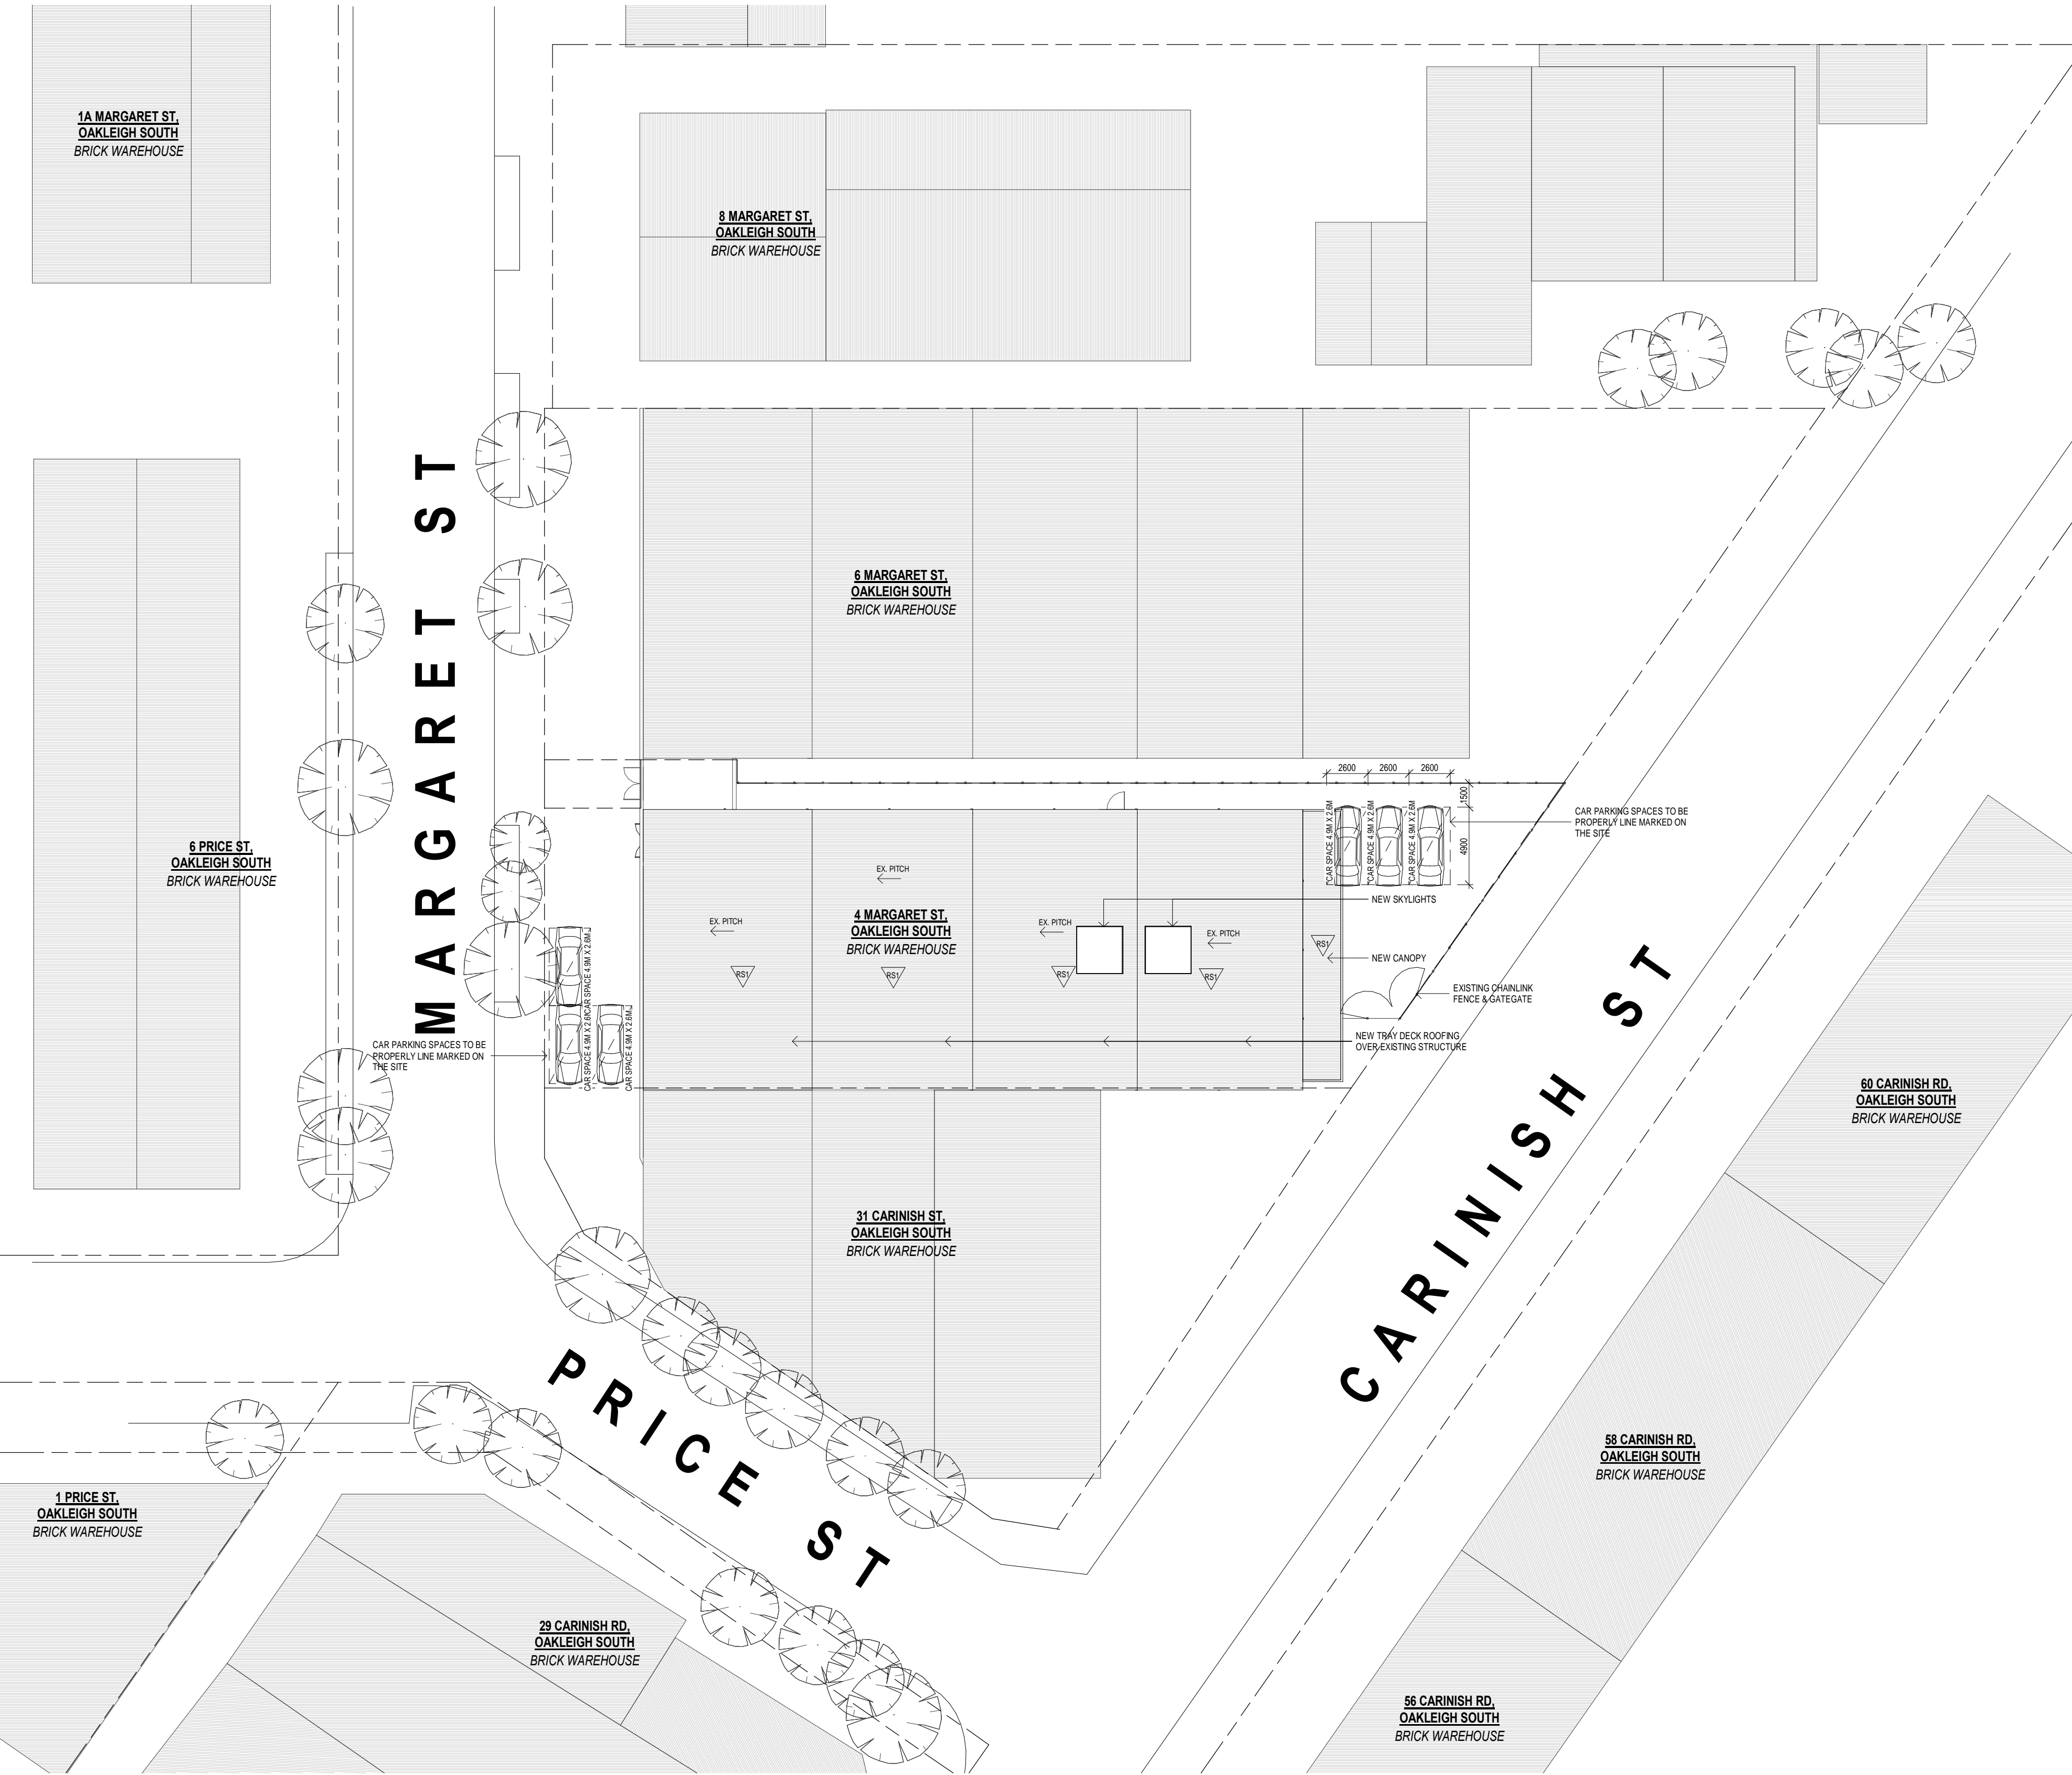 1A MARGARET ST,
OAKLEIGH SOUTH
BRICK WAREHOUSE
8 MARGARET ST,
OAKLEIGH SOUTH
BRICK WAREHOUSE
MARGARET ST
6 MARGARET ST,
OAKLEIGH SOUTH
BRICK WAREHOUSE
6 PRICE ST,
OAKLEIGH SOUTH
BRICK WAREHOUSE
2600
2600
2600
1500
4900
CAR SPACE 4.9M X 2.6M
CAR SPACE 4.9M X 2.6M
CAR SPACE 4.9M X 2.6M
CAR PARKING SPACES TO BE
PROPERLY LINE MARKED ON
THE SITE
EX. PITCH
EX. PITCH
EX. PITCH
EX. PITCH
4 MARGARET ST,
OAKLEIGH SOUTH
BRICK WAREHOUSE
NEW SKYLIGHTS
RS1
RS1
RS1
RS1
RS1
NEW CANOPY
EXISTING CHAINLINK
FENCE & GATEGATE
NEW TRAY DECK ROOFING
OVER EXISTING STRUCTURE
CAR SPACE 4.9M X 2.6M
CAR SPACE 4.9M X 2.6M
CAR SPACE 4.9M X 2.6M
CAR PARKING SPACES TO BE
PROPERLY LINE MARKED ON
THE SITE
CARINISH ST
60 CARINISH RD,
OAKLEIGH SOUTH
BRICK WAREHOUSE
31 CARINISH ST,
OAKLEIGH SOUTH
BRICK WAREHOUSE
PRICE ST
58 CARINISH RD,
OAKLEIGH SOUTH
BRICK WAREHOUSE
1 PRICE ST,
OAKLEIGH SOUTH
BRICK WAREHOUSE
29 CARINISH RD,
OAKLEIGH SOUTH
BRICK WAREHOUSE
56 CARINISH RD,
OAKLEIGH SOUTH
BRICK WAREHOUSE